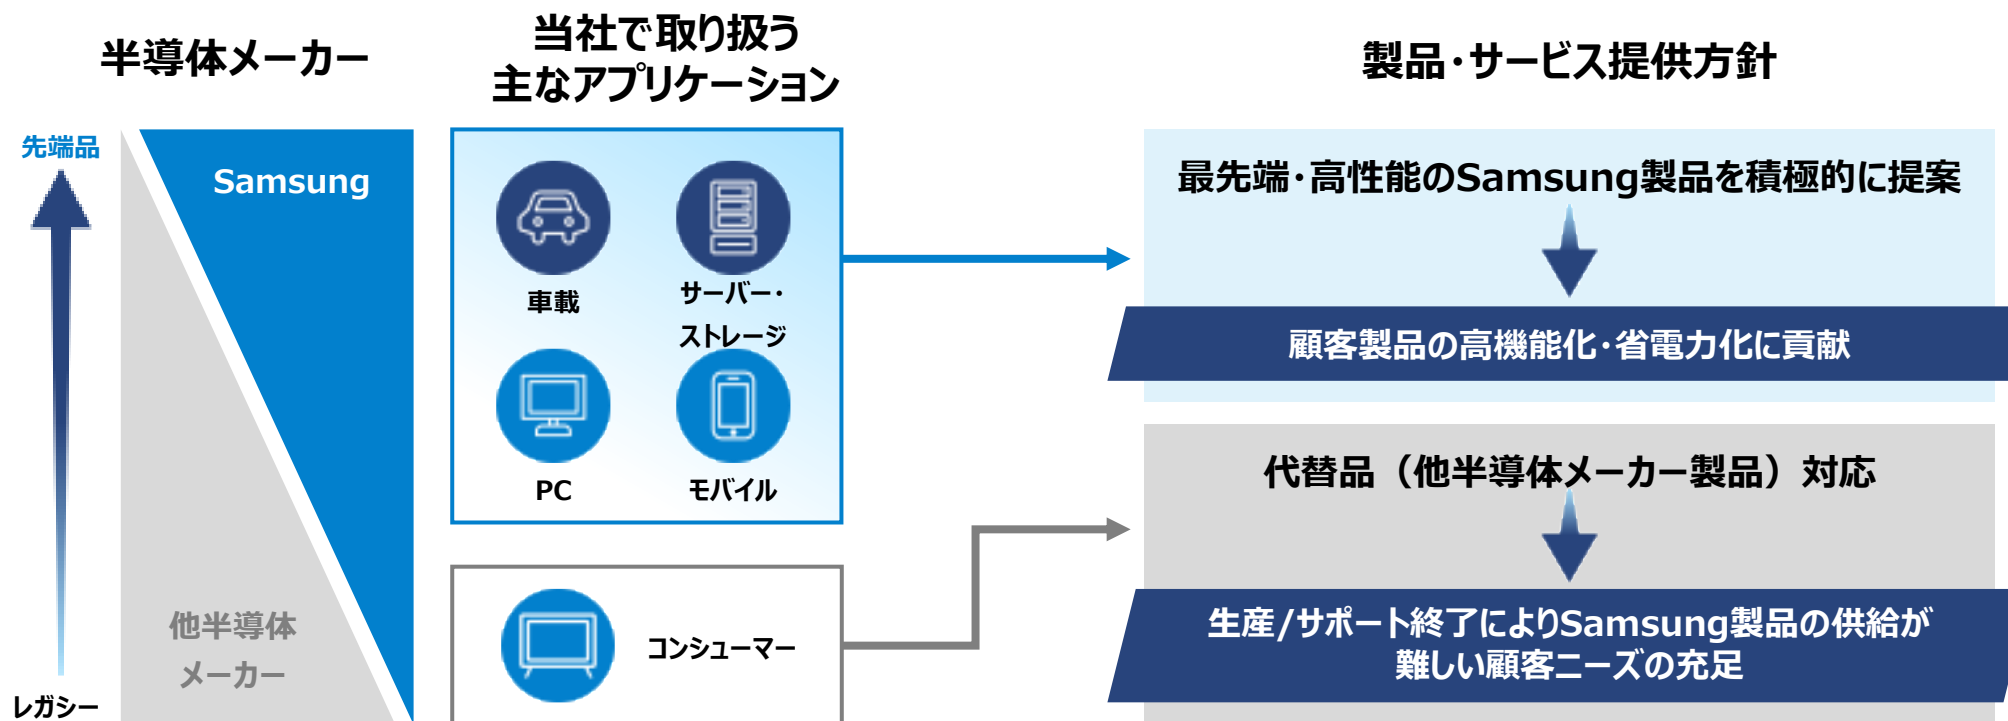 半導体メーカー
当社で取り扱う
主なアプリケーション
製品・サービス提供方針
先端品
Samsung
他半導体
メーカー
レガシー
車載
サーバー・
ストレージ
PC
モバイル
コンシューマー
最先端・高性能のSamsung製品を積極的に提案
顧客製品の高機能化・省電力化に貢献
代替品（他半導体メーカー製品）対応
生産/サポート終了によりSamsung製品の供給が
難しい顧客ニーズの充足